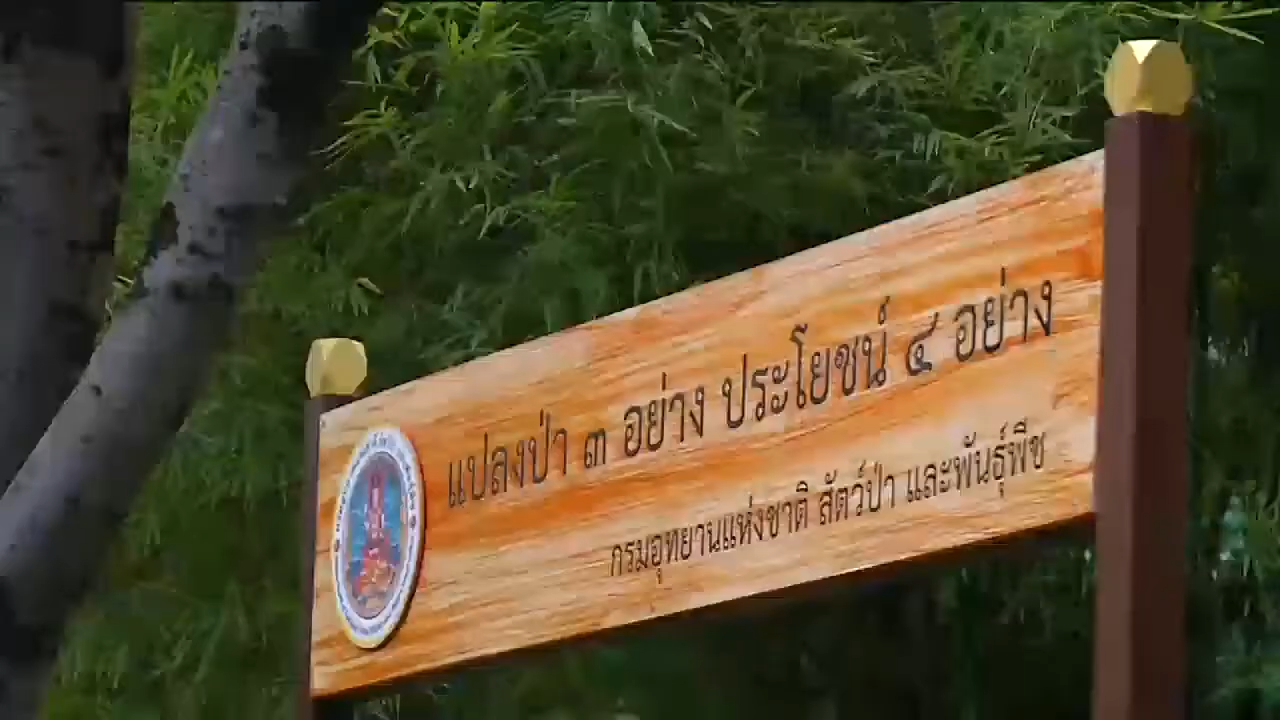 แปลงป่า ๓ อย่าง ประโยชน์ ๔ อย่าง
กรมอุทยานแห่งชาติ สัตว์ป่า และพันธุ์พืช